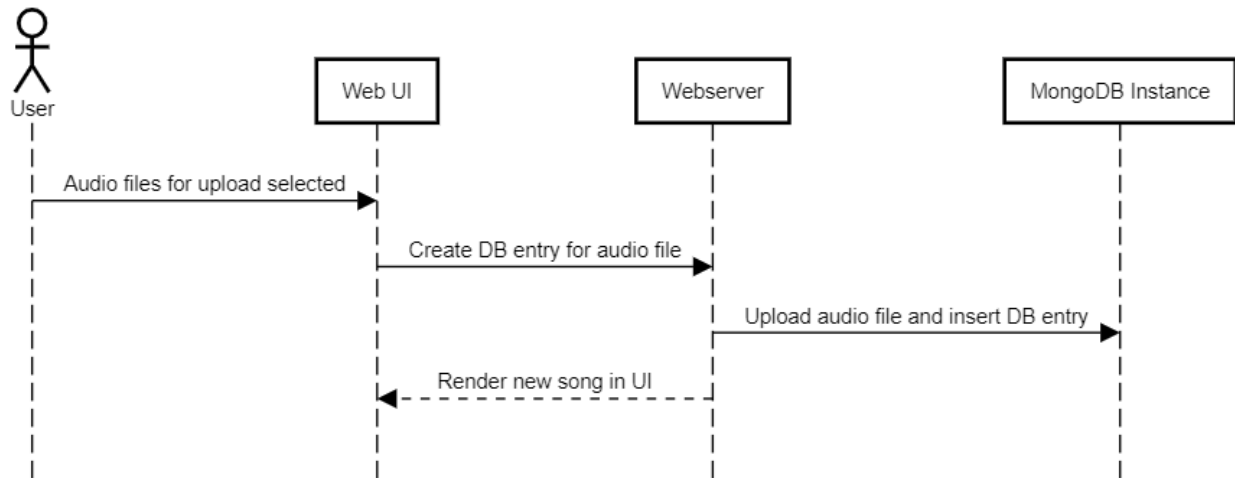 User
Web UI
Webserver
MongoDB Instance
Audio files for upload selected
Create DB entry for audio file
Upload audio file and insert DB entry
Render new song in UI